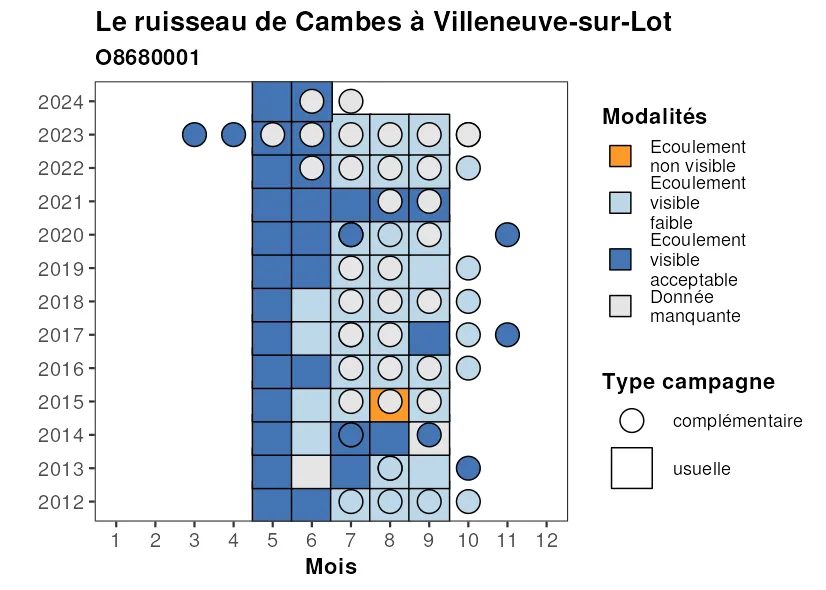 Le ruisseau de Cambes à Villeneuve-sur-Lot
O8680001
2024
2023
2022
2021
2020
2019
2018
2017
2016
2015
2014
2013
2012
1 2 3 4 5 6 7 8 9 10 11 12
Mois
Modalités
Ecoulement
non visible
Ecoulement
visible
faible
Ecoulement
visible
acceptable
Donnée
manquante
Type campagne
complémentaire
usuelle